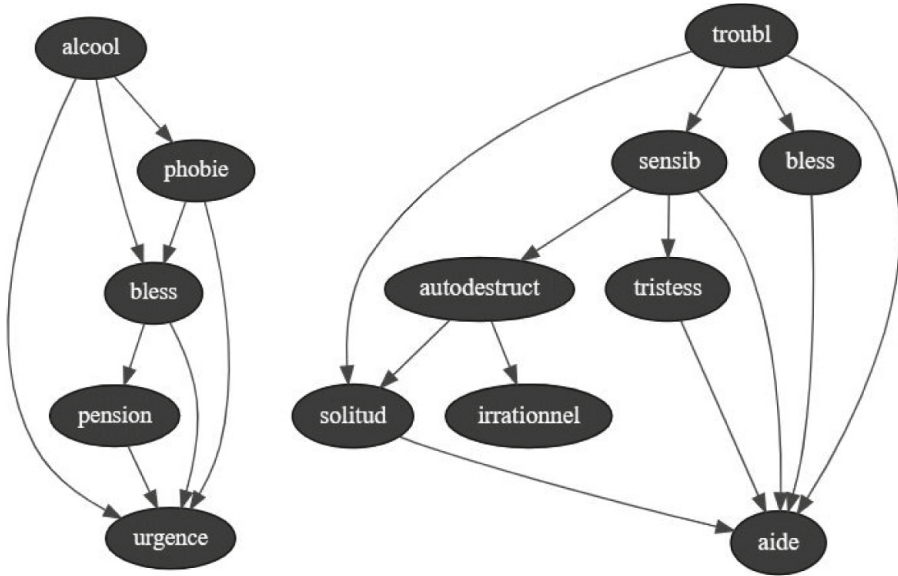 alcool
phobie
bless
pension
urgence
troubl
sensib
bless
autodestruct
tristess
solitud
irrationnel
aide